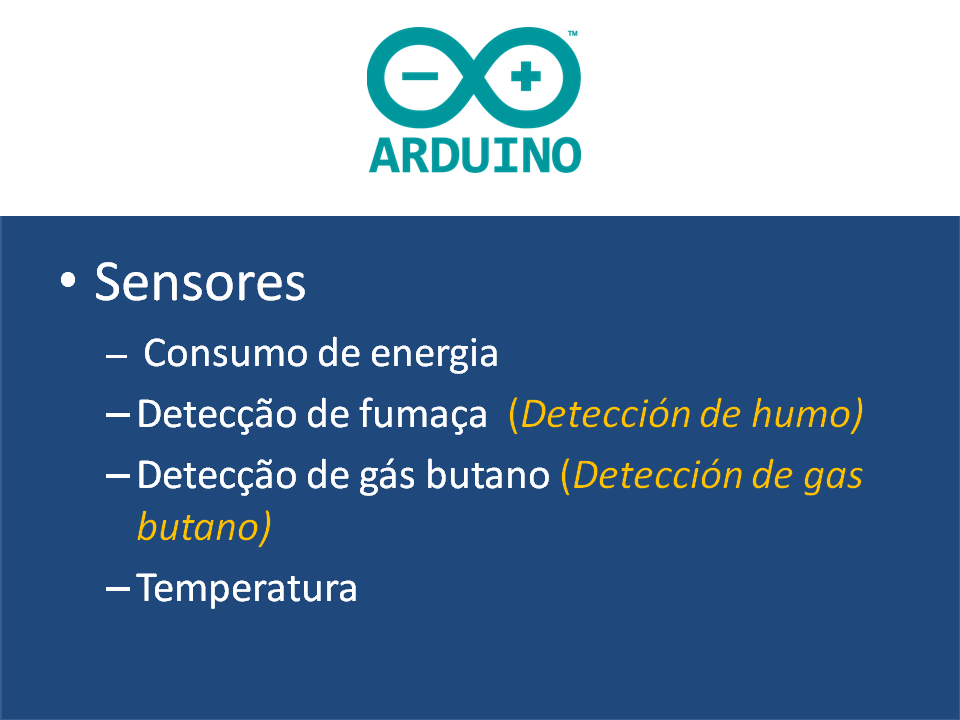 ™
ARDUINO
• Sensores
– Consumo de energia
– Detecção de fumaça (Detección de humo)
– Detecção de gás butano (Detección de gas
butano)
– Temperatura